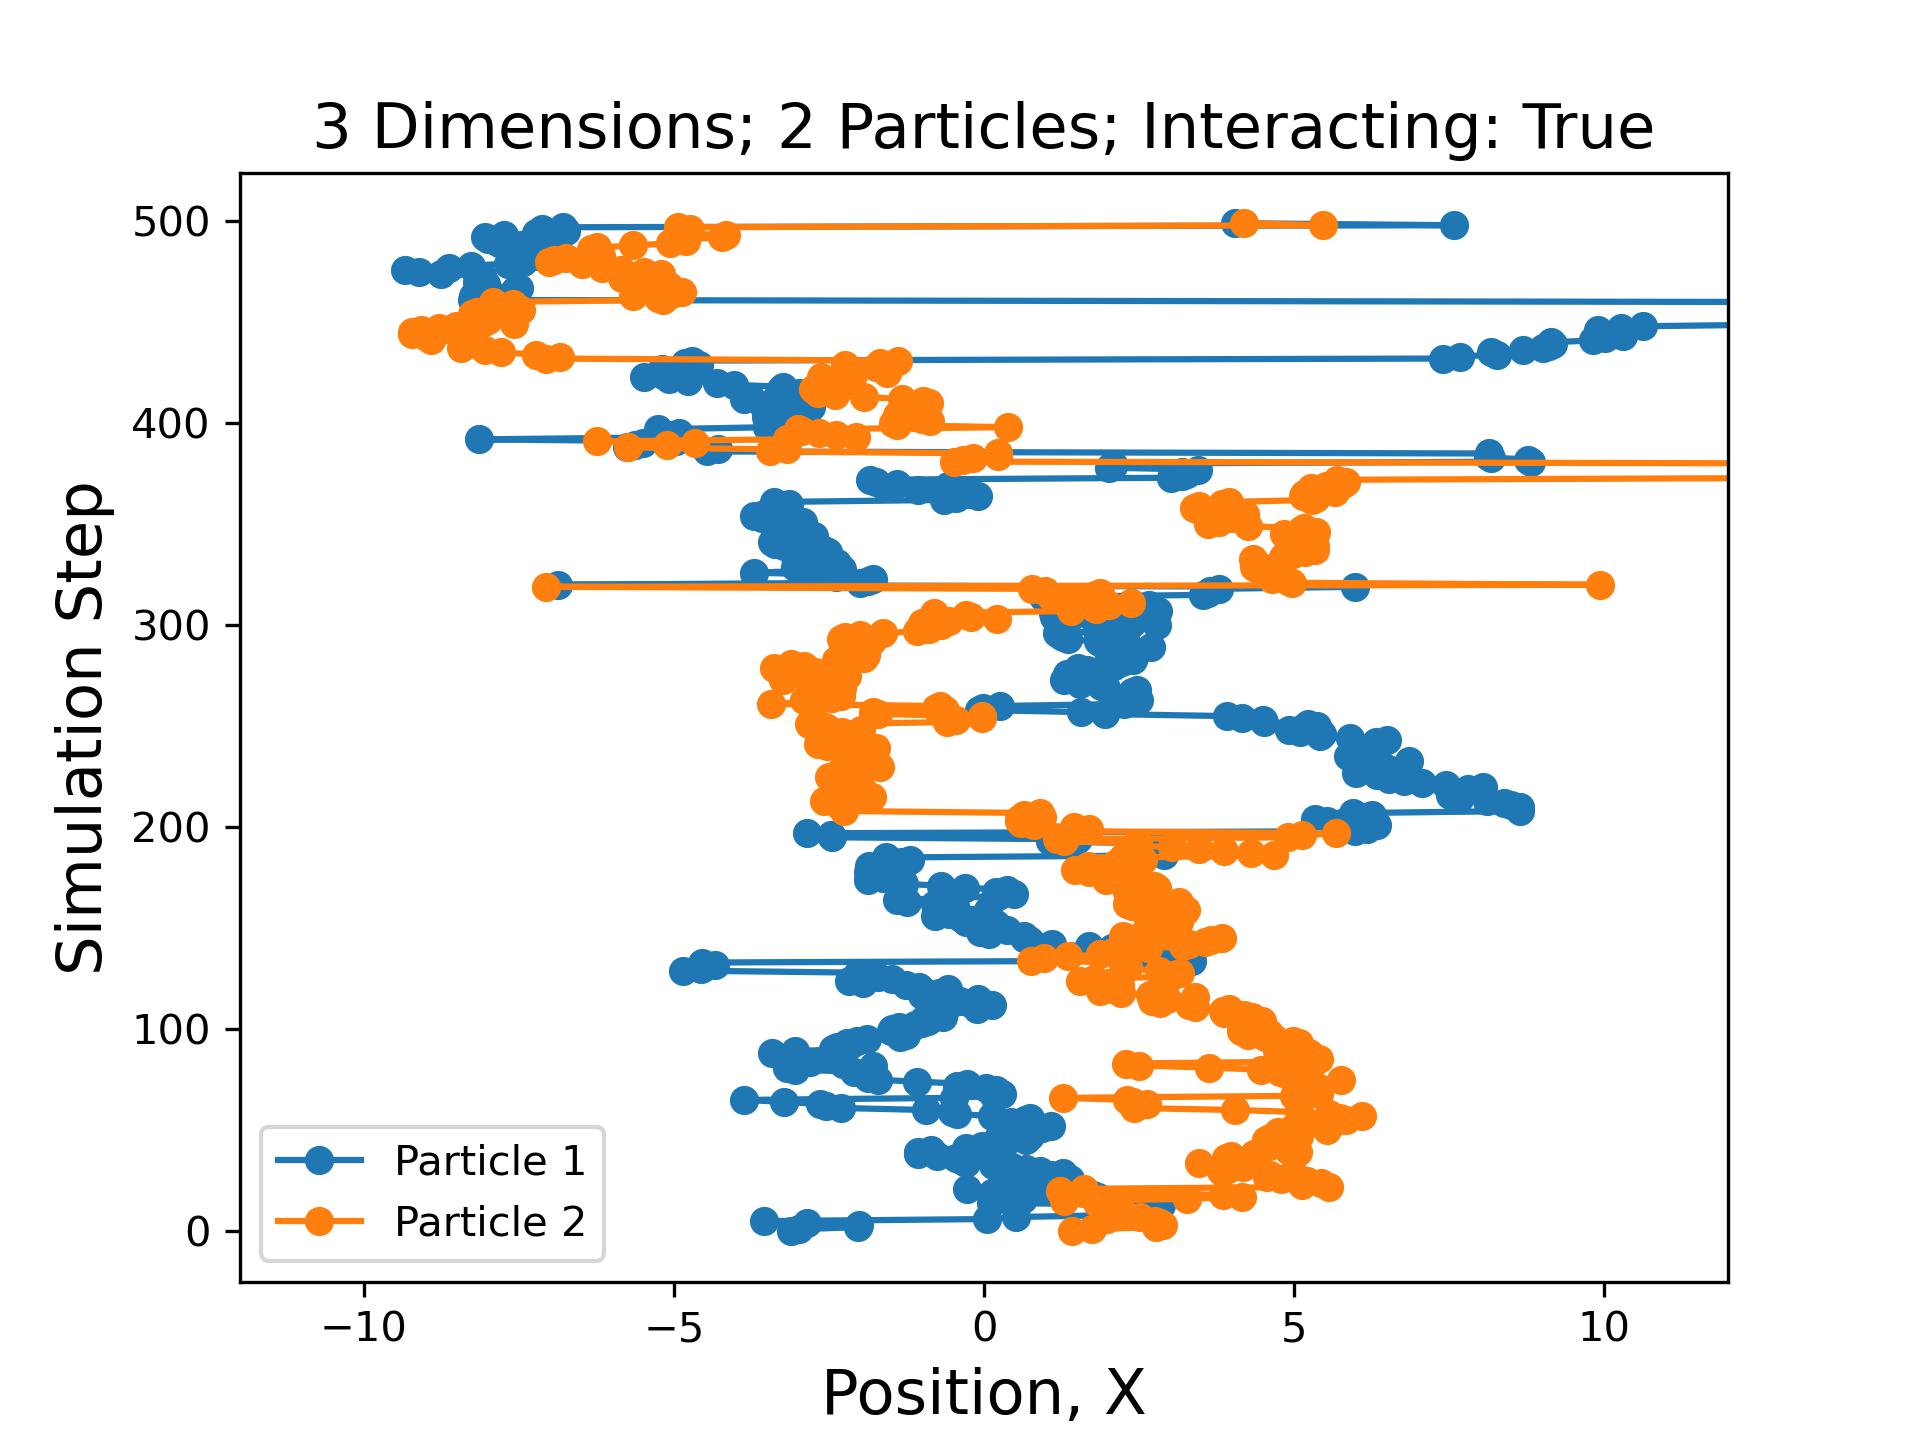 3 Dimensions; 2 Particles; Interacting: True
Simulation Step
500
400
300
200
100
0
Particle 1
Particle 2
−10
−5
0
5
10
Position, X